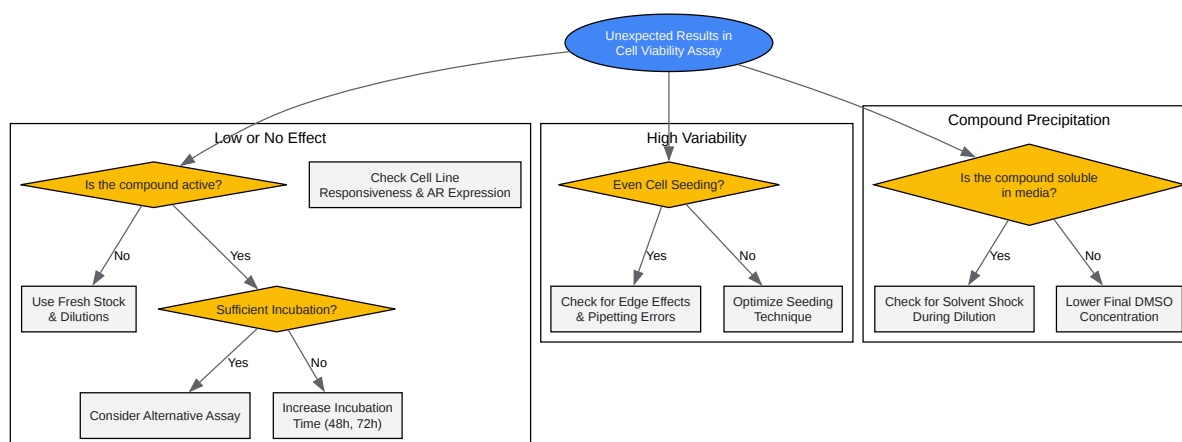 Unexpected Results in
Cell Viability Assay
Low or No Effect
Is the compound active?
Check Cell Line
Responsiveness & AR Expression
No
Yes
Use Fresh Stock
& Dilutions
Sufficient Incubation?
Yes
No
Consider Alternative Assay
Increase Incubation
Time (48h, 72h)
High Variability
Even Cell Seeding?
Yes
No
Check for Edge Effects
& Pipetting Errors
Optimize Seeding
Technique
Compound Precipitation
Is the compound soluble
in media?
Yes
No
Check for Solvent Shock
During Dilution
Lower Final DMSO
Concentration